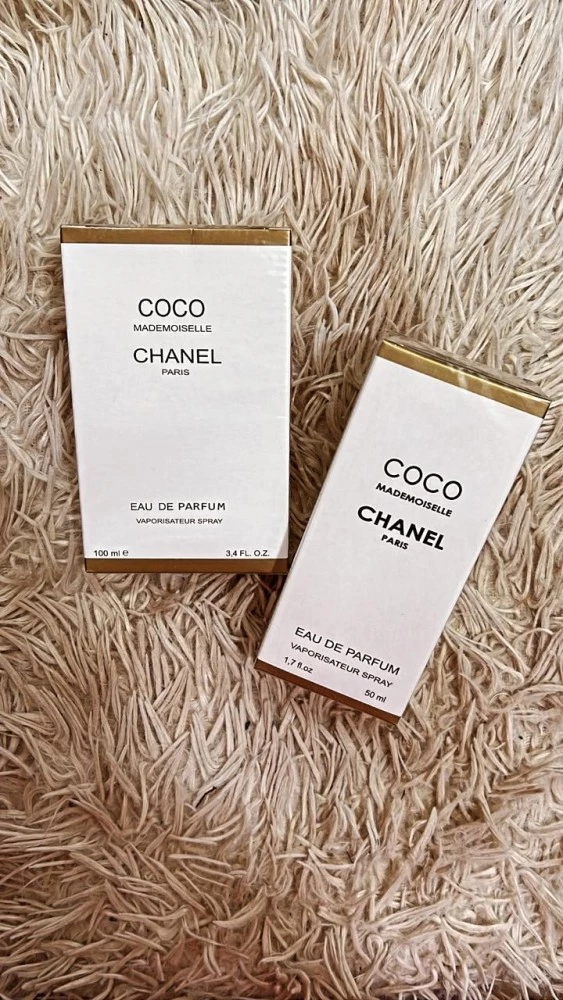 COCO
MADEMOISELLE
CHANEL
PARIS
EAU DE PARFUM
VAPORISATEUR SPRAY
100 ml e 3,4 FL. O.Z.
COCO
MADEMOISELLE
CHANEL
PARIS
EAU DE PARFUM
VAPORISATEUR SPRAY
1,7 fl.oz 50 ml